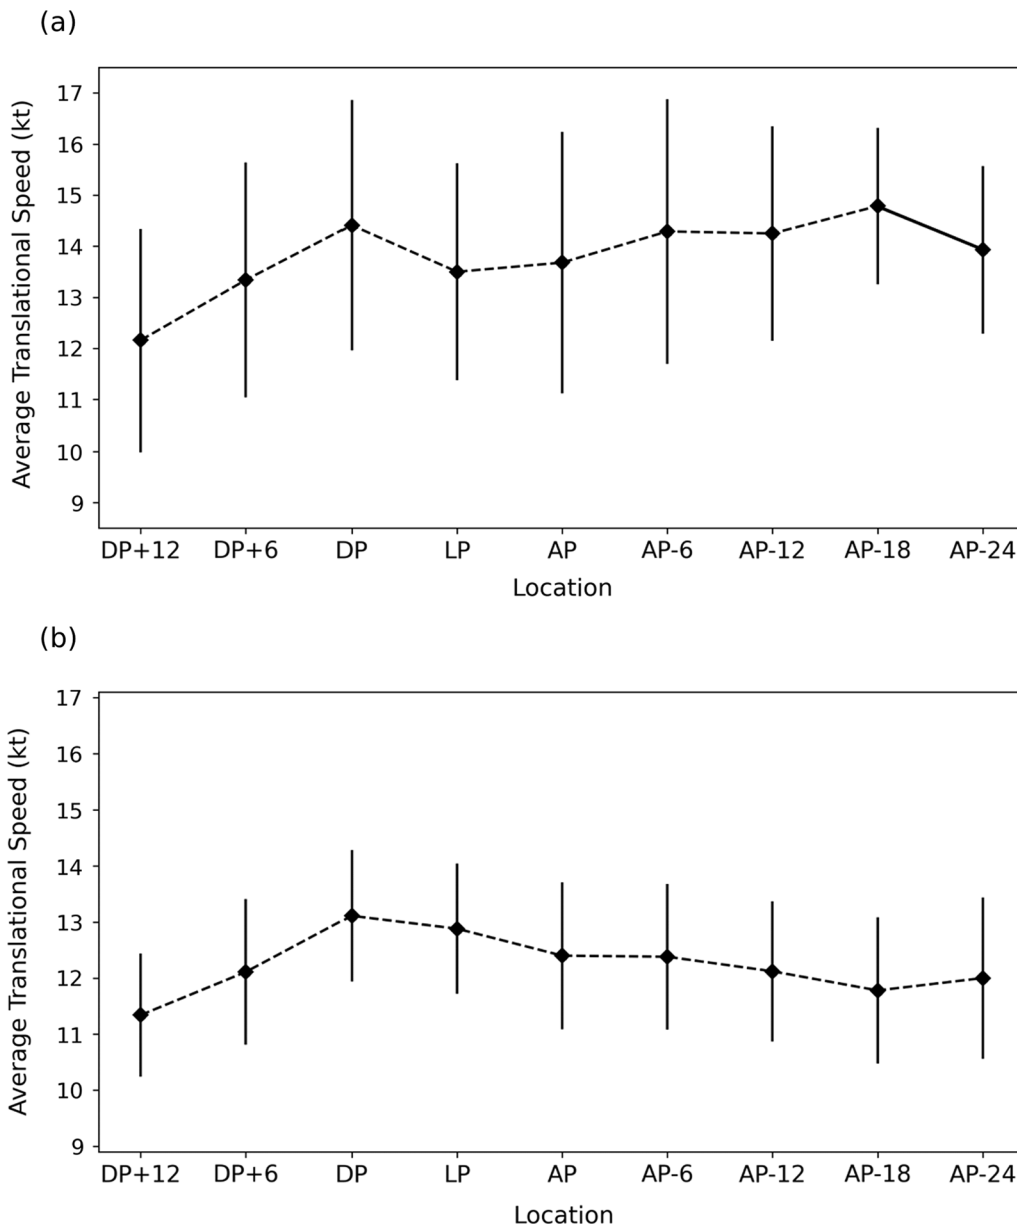 (a)
Average Translational Speed (kt)
17
16
15
14
13
12
11
10
9
DP+12 DP+6 DP LP AP AP-6 AP-12 AP-18 AP-24
Location
(b)
Average Translational Speed (kt)
17
16
15
14
13
12
11
10
9
DP+12 DP+6 DP LP AP AP-6 AP-12 AP-18 AP-24
Location